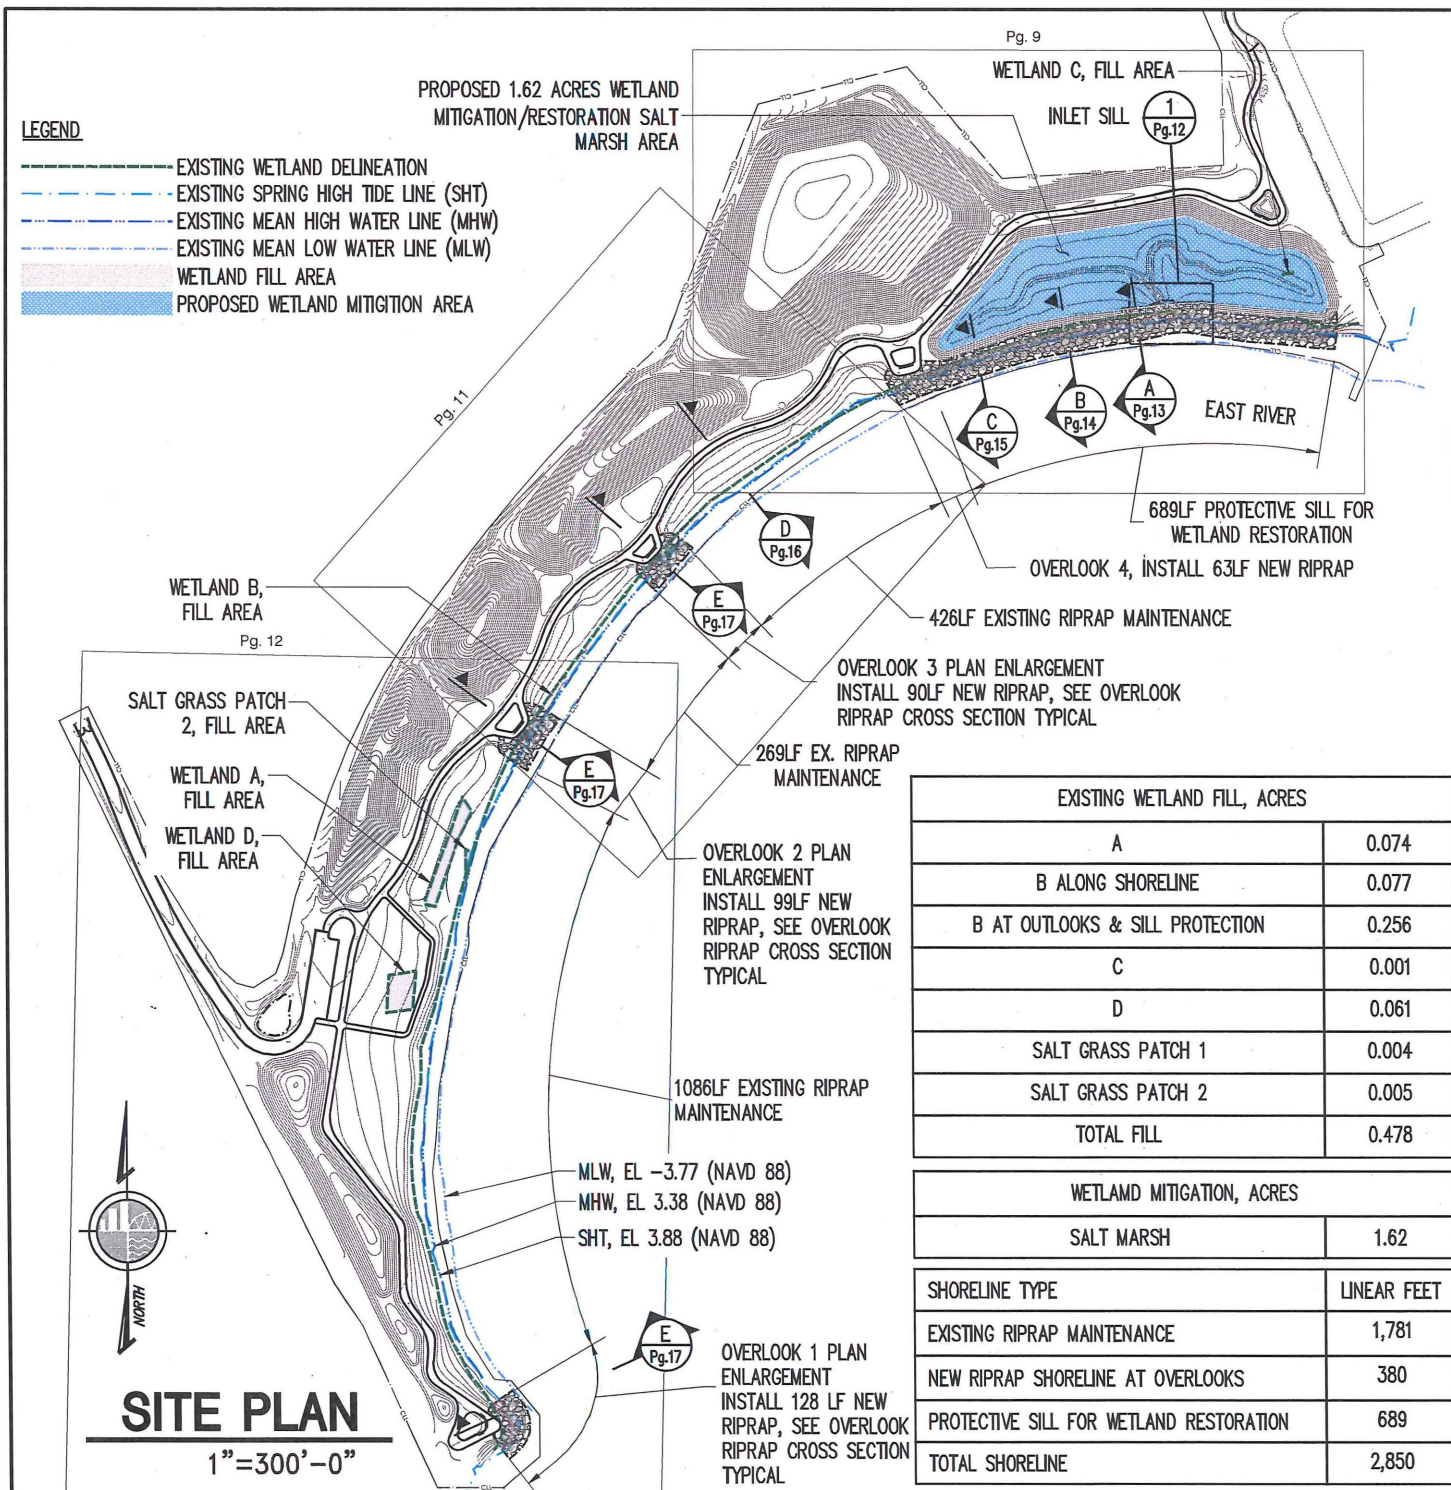 Pg. 9
WETLAND C, FILL AREA
PROPOSED 1.62 ACRES WETLAND
MITIGATION/RESTORATION SALT
MARSH AREA
INLET SILL
1
Pg.12
LEGEND
EXISTING WETLAND DELINEATION
EXISTING SPRING HIGH TIDE LINE (SHT)
EXISTING MEAN HIGH WATER LINE (MHW)
EXISTING MEAN LOW WATER LINE (MLW)
WETLAND FILL AREA
PROPOSED WETLAND MITIGITION AREA
Pg. 11
A
Pg.13
B
Pg.14
C
Pg.15
EAST RIVER
689LF PROTECTIVE SILL FOR
WETLAND RESTORATION
D
Pg.16
OVERLOOK 4, INSTALL 63LF NEW RIPRAP
WETLAND B,
FILL AREA
E
Pg.17
426LF EXISTING RIPRAP MAINTENANCE
Pg. 12
OVERLOOK 3 PLAN ENLARGEMENT
INSTALL 90LF NEW RIPRAP, SEE OVERLOOK
RIPRAP CROSS SECTION TYPICAL
SALT GRASS PATCH
2, FILL AREA
269LF EX. RIPRAP
MAINTENANCE
E
Pg.17
WETLAND A,
FILL AREA
WETLAND D,
FILL AREA
OVERLOOK 2 PLAN
ENLARGEMENT
INSTALL 99LF NEW
RIPRAP, SEE OVERLOOK
RIPRAP CROSS SECTION
TYPICAL
EXISTING WETLAND FILL, ACRES
A 0.074
B ALONG SHORELINE 0.077
B AT OUTLOOKS & SILL PROTECTION 0.256
C 0.001
D 0.061
SALT GRASS PATCH 1 0.004
SALT GRASS PATCH 2 0.005
TOTAL FILL 0.478
1086LF EXISTING RIPRAP
MAINTENANCE
MLW, EL -3.77 (NAVD 88)
MHW, EL 3.38 (NAVD 88)
SHT, EL 3.88 (NAVD 88)
WETLAMD MITIGATION, ACRES
SALT MARSH 1.62
NORTH
SHORELINE TYPE LINEAR FEET
EXISTING RIPRAP MAINTENANCE 1,781
NEW RIPRAP SHORELINE AT OVERLOOKS 380
PROTECTIVE SILL FOR WETLAND RESTORATION 689
TOTAL SHORELINE 2,850
E
Pg.17
OVERLOOK 1 PLAN
ENLARGEMENT
INSTALL 128 LF NEW
RIPRAP, SEE OVERLOOK
RIPRAP CROSS SECTION
TYPICAL
SITE PLAN
1"=300'-0"